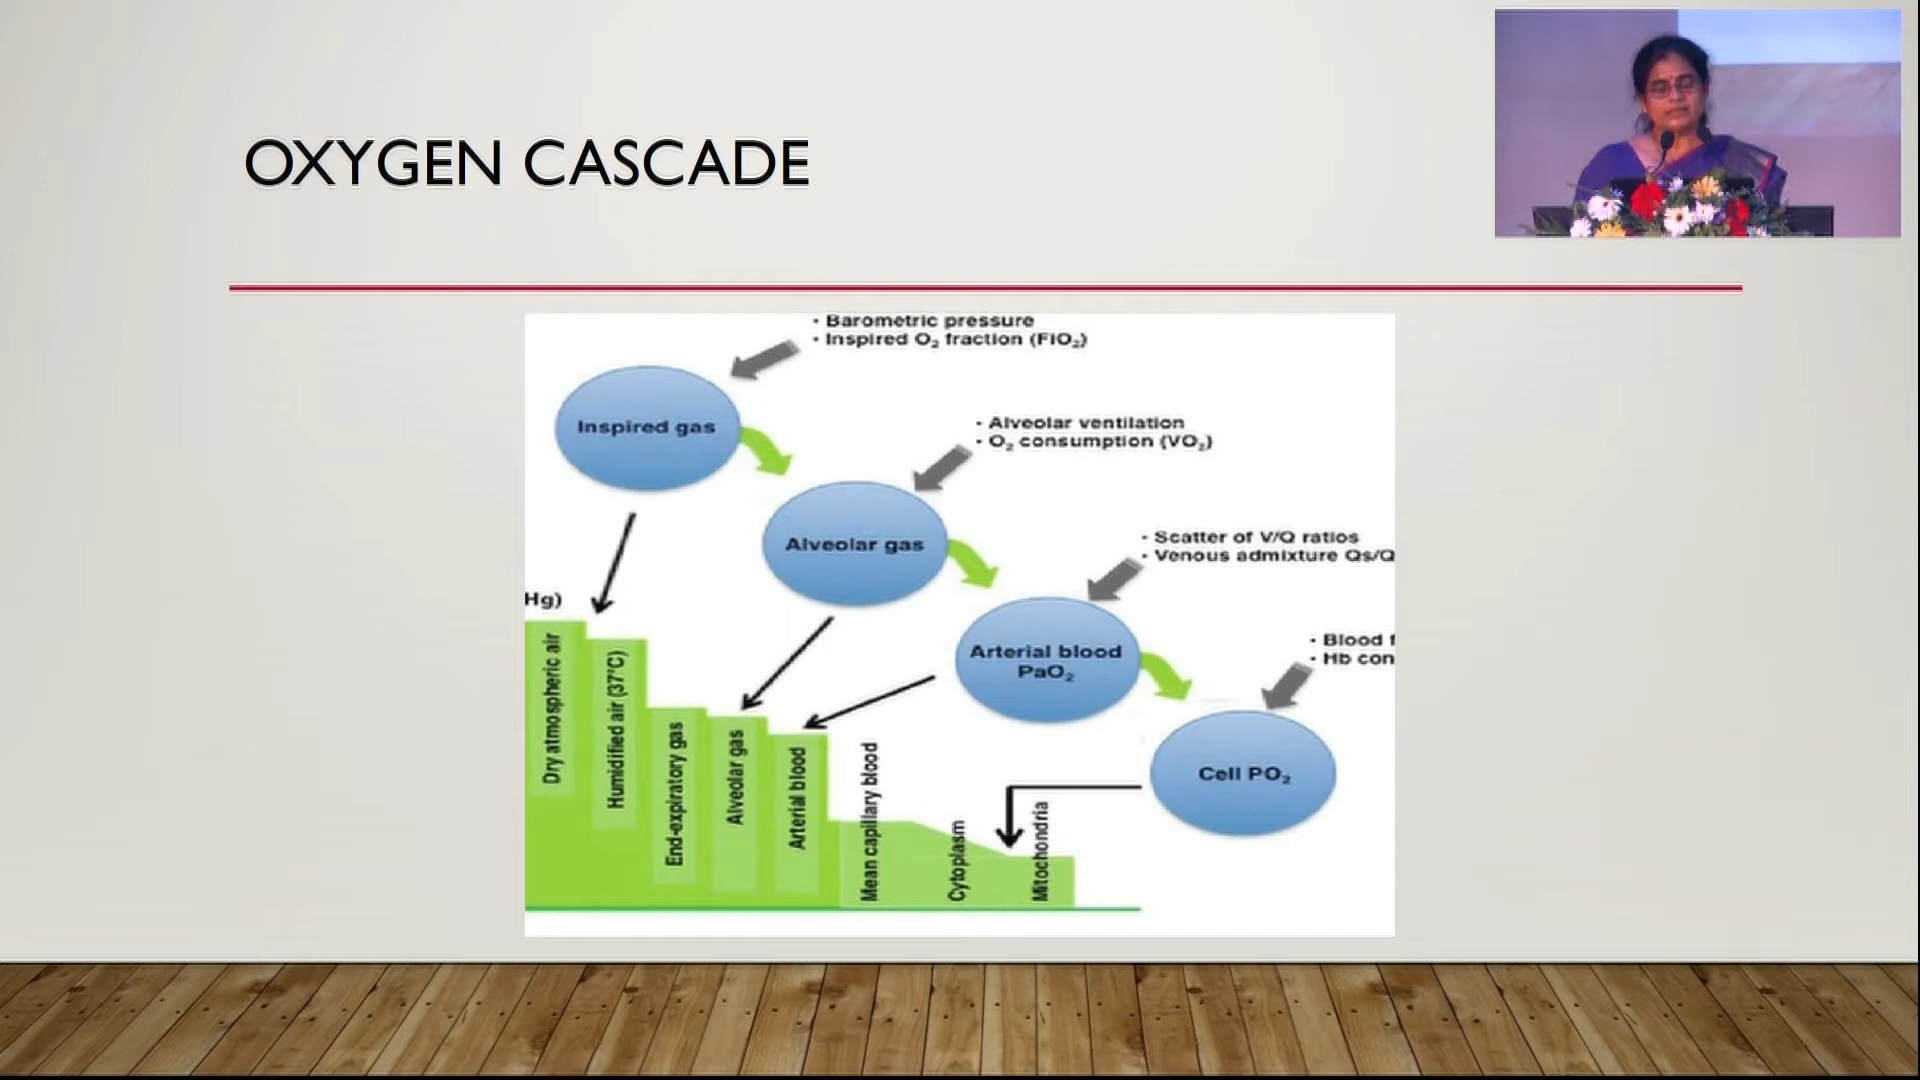 OXYGEN CASCADE
· Barometric pressure
· Inspired O₂ fraction (FIO₂)
Inspired gas
· Alveolar ventilation
· O₂ consumption (VO₂)
Alveolar gas
· Scatter of V/Q ratios
· Venous admixture Qs/Q
Arterial blood
PaO₂
· Blood f
· Hb con
Cell PO₂
Hg)
Dry atmospheric air
Humidified air (37°C)
End-expiratory gas
Alveolar gas
Arterial blood
Mean capillary blood
Cytoplasm
Mitochondria